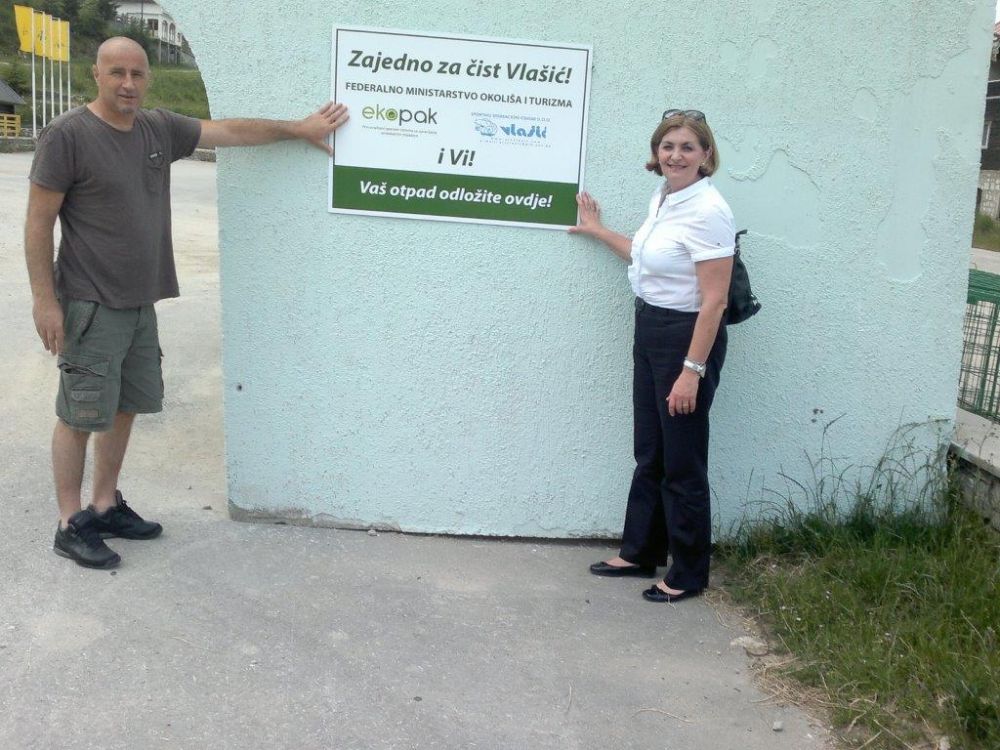 Zajedno za čist Vlašić!
FEDERALNO MINISTARSTVO OKOLIŠA I TURIZMA
ekopak
vlašić
i Vi!
Vaš otpad odložite ovdje!